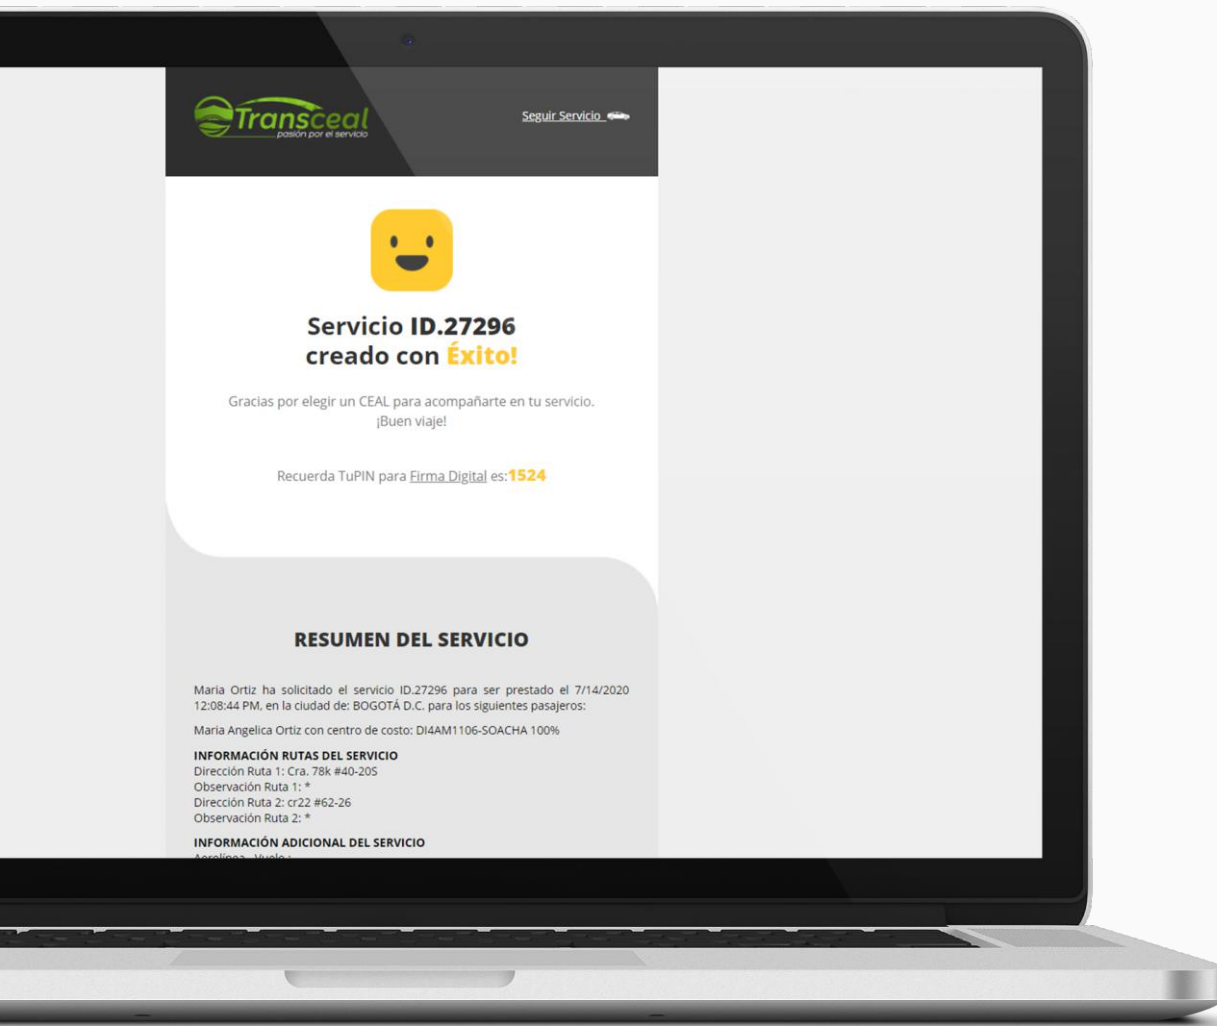 Transceal
pasión por el servicio
Seguir Servicio
Servicio ID.27296
creado con Éxito!
Gracias por elegir un CEAL para acompañarte en tu servicio.
¡Buen viaje!
Recuerda TuPIN para Firma Digital es:1524
RESUMEN DEL SERVICIO
Maria Ortiz ha solicitado el servicio ID.27296 para ser prestado el 7/14/2020
12:08:44 PM, en la ciudad de: BOGOTÁ D.C. para los siguientes pasajeros:
Maria Angelica Ortiz con centro de costo: DI4AM1106-SOACHA 100%
INFORMACIÓN RUTAS DEL SERVICIO
Dirección Ruta 1: Cra. 78k #40-20S
Observación Ruta 1: *
Dirección Ruta 2: cr22 #62-26
Observación Ruta 2: *
INFORMACIÓN ADICIONAL DEL SERVICIO
Aerolínea - Vuelo :